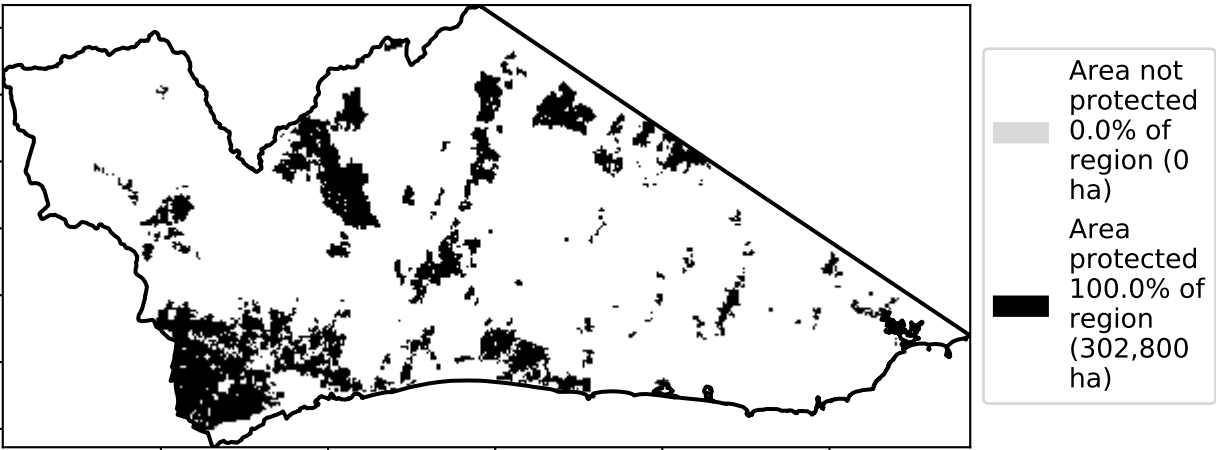 Area not
protected
0.0% of
region (0
ha)
Area
protected
100.0% of
region
(302,800
ha)